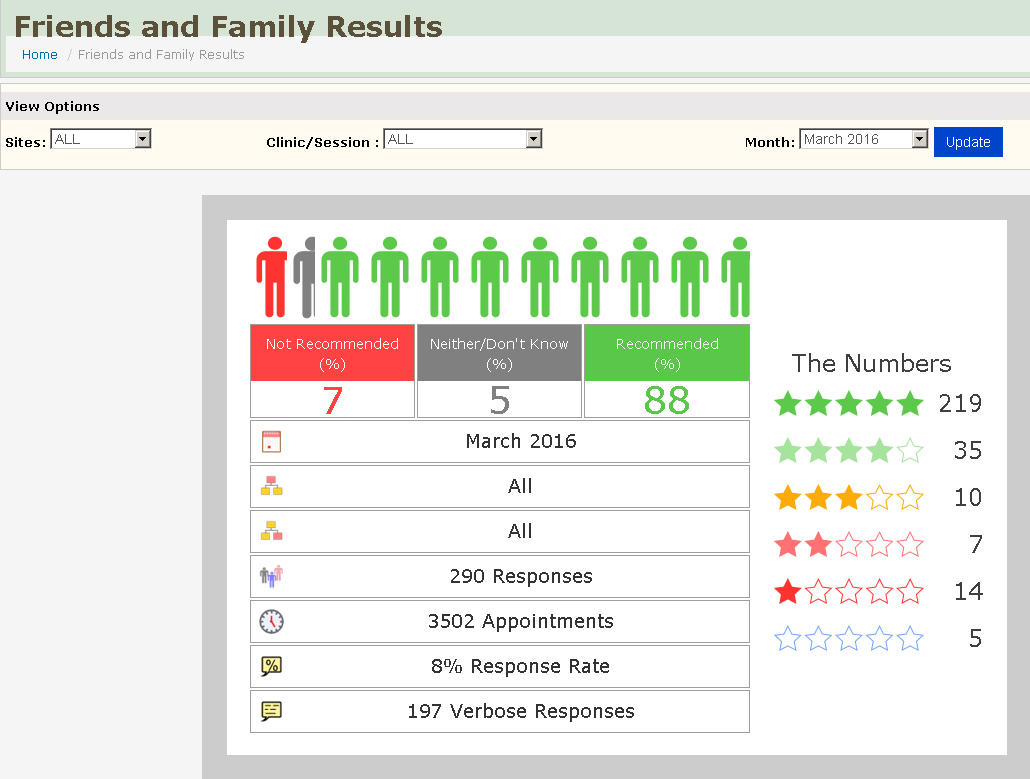 Friends and Family Results
Home / Friends and Family Results
View Options
Sites: ALL Clinic/Session : ALL Month: March 2016 Update
Not Recommended (%)
Neither/Don't Know (%)
Recommended (%)
7 5 88
March 2016
All
All
290 Responses
3502 Appointments
8% Response Rate
%
197 Verbose Responses
The Numbers
219
35
10
7
14
5